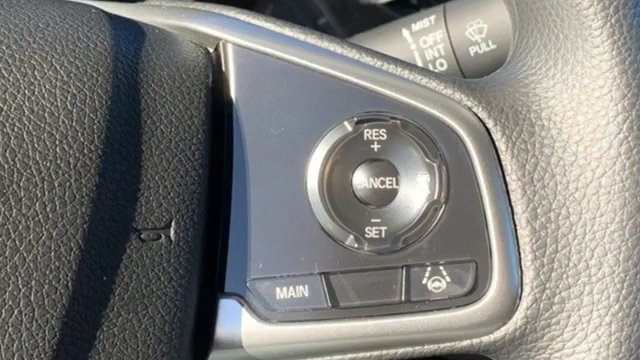 MIST
OFF
INT
LO
PULL
RES
+
CANCEL
−
SET
MAIN